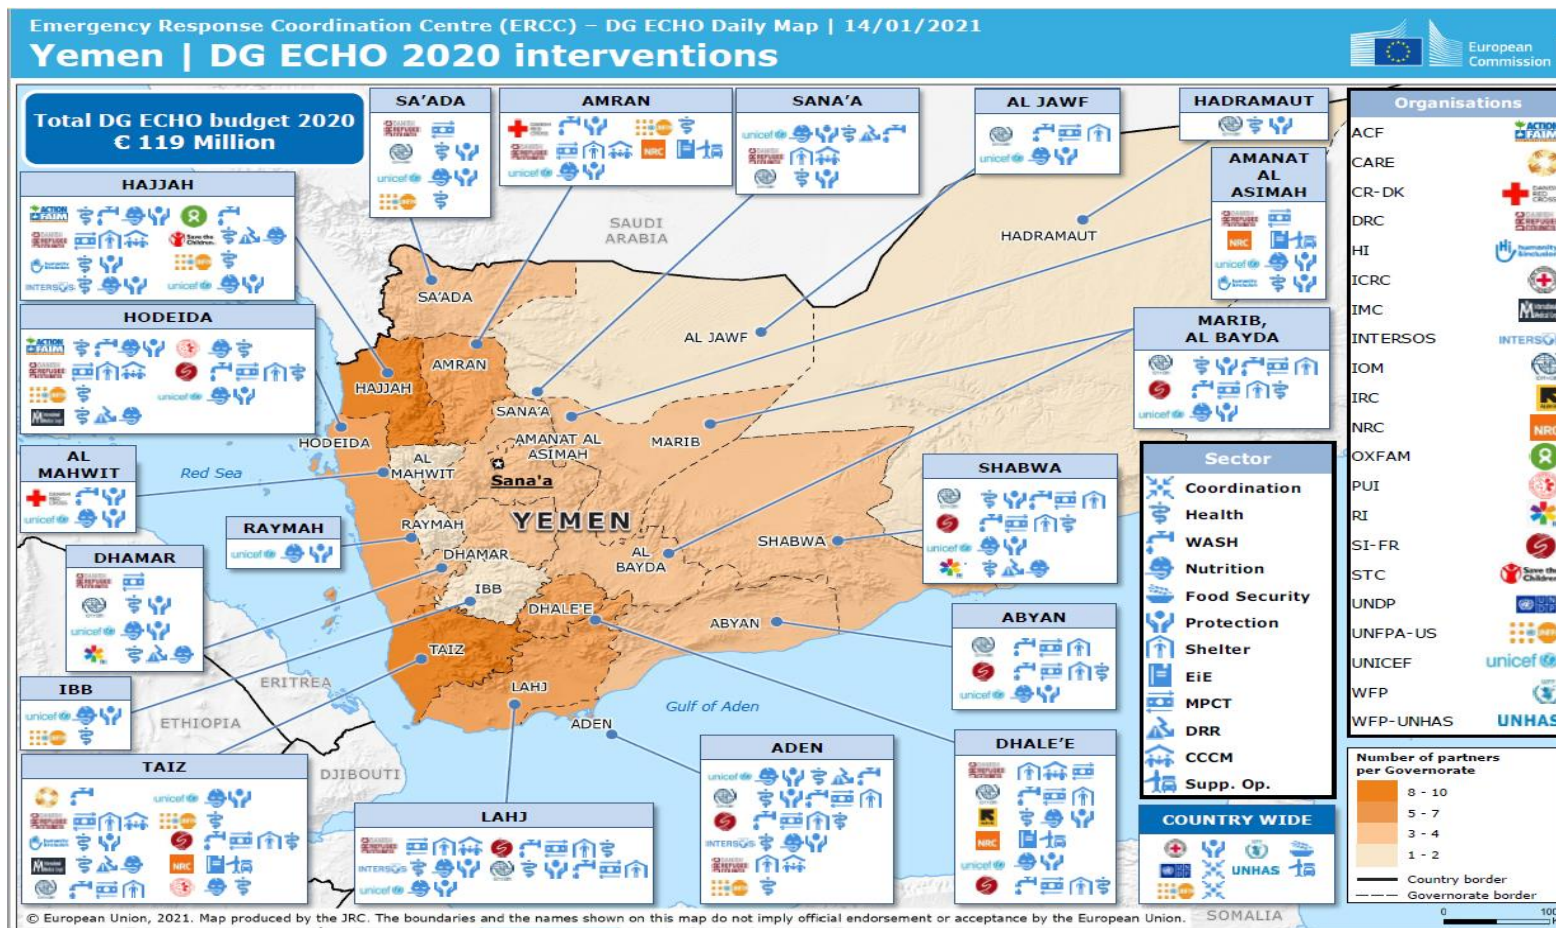 Emergency Response Coordination Centre (ERCC) – DG ECHO Daily Map | 14/01/2021
Yemen | DG ECHO 2020 interventions
European
Commission
Total DG ECHO budget 2020
€ 119 Million
SA'ADA
AMRAN
SANA'A
AL JAWF
HADRAMAUT
AMANAT
AL
ASIMAH
HAJJAH
HODEIDA
MARIB,
AL BAYDA
AL
MAHWIT
RAYMAH
DHAMAR
IBB
TAIZ
LAHJ
ADEN
DHALE'E
ABYAN
SHABWA
SAUDI
ARABIA
HADRAMAUT
SA'ADA
AL JAWF
AMRAN
HAJJAH
SANA'A
HODEIDA
AMANAT AL
ASIMAH
MARIB
AL
MAHWIT
Sana'a
Red Sea
RAYMAH
YEMEN
DHAMAR
AL
BAYDA
SHABWA
IBB
DHALE'E
ABYAN
TAIZ
LAHJ
ADEN
Gulf of Aden
ERITREA
ETHIOPIA
DJIBOUTI
SOMALIA
Organisations
ACF
CARE
CR-DK
DRC
HI
ICRC
IMC
INTERSOS
IOM
IRC
NRC
OXFAM
PUI
RI
SI-FR
STC
UNDP
UNFPA-US
UNICEF
unicef
WFP
WFP-UNHAS
UNHAS
Sector
Coordination
Health
WASH
Nutrition
Food Security
Protection
Shelter
EiE
MPCT
DRR
CCCM
Supp. Op.
COUNTRY WIDE
UNHAS
Number of partners
per Governorate
8 - 10
5 - 7
3 - 4
1 - 2
Country border
Governorate border
0 100
© European Union, 2021. Map produced by the JRC. The boundaries and the names shown on this map do not imply official endorsement or acceptance by the European Union.